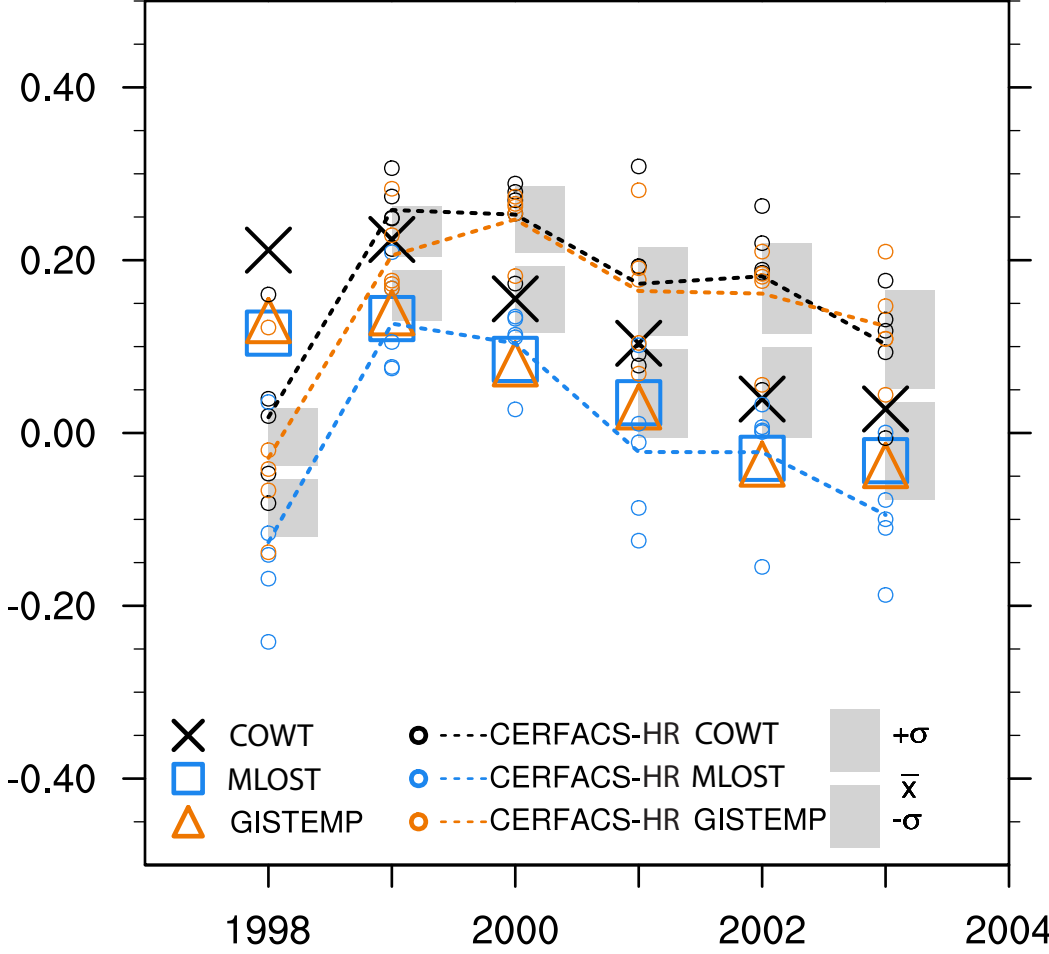 0.40
0.20
0.00
-0.20
-0.40
COWT CERFACS-HR COWT +σ
MLOST CERFACS-HR MLOST x̅
GISTEMP CERFACS-HR GISTEMP -σ
1998 2000 2002 2004